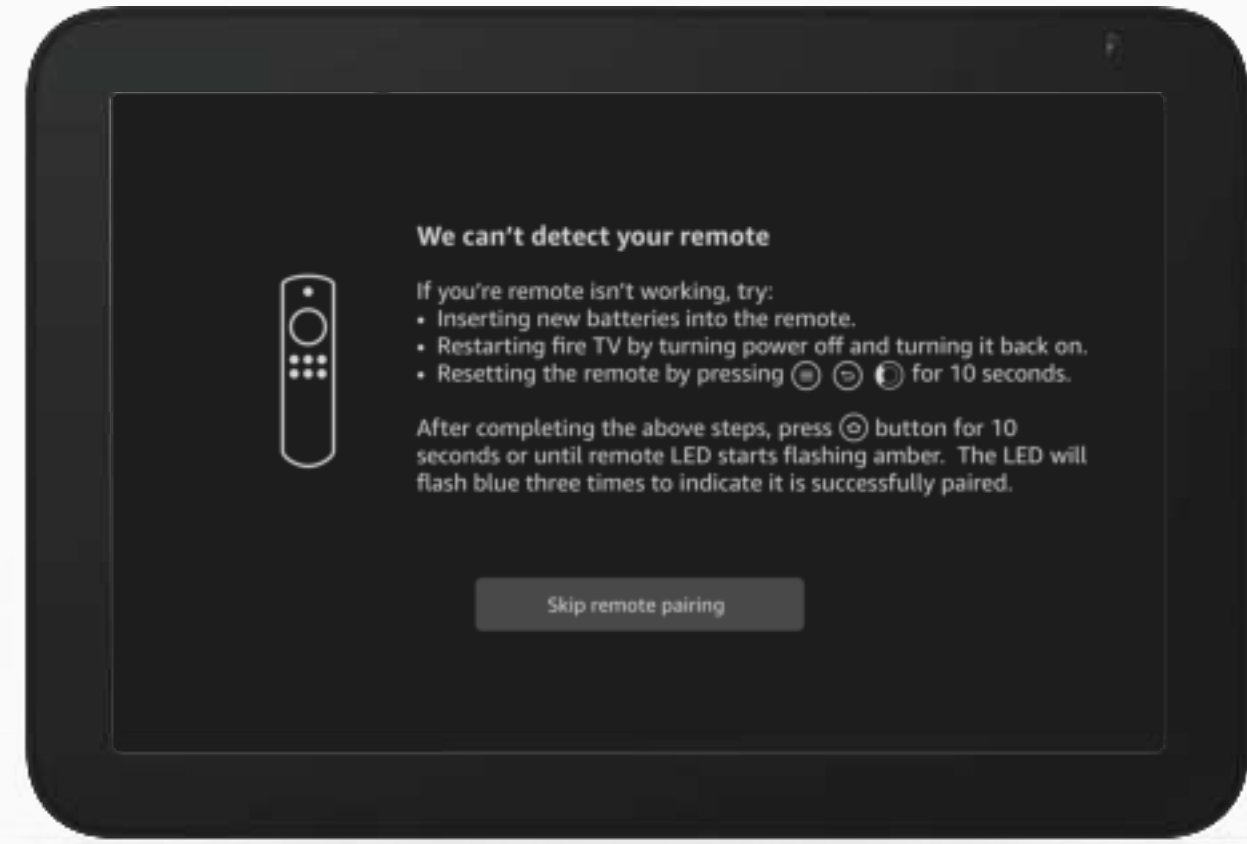 We can't detect your remote
If you're remote isn't working, try:
• Inserting new batteries into the remote.
• Restarting fire TV by turning power off and turning it back on.
• Resetting the remote by pressing for 10 seconds.
After completing the above steps, press button for 10
seconds or until remote LED starts flashing amber. The LED will
flash blue three times to indicate it is successfully paired.
Skip remote pairing